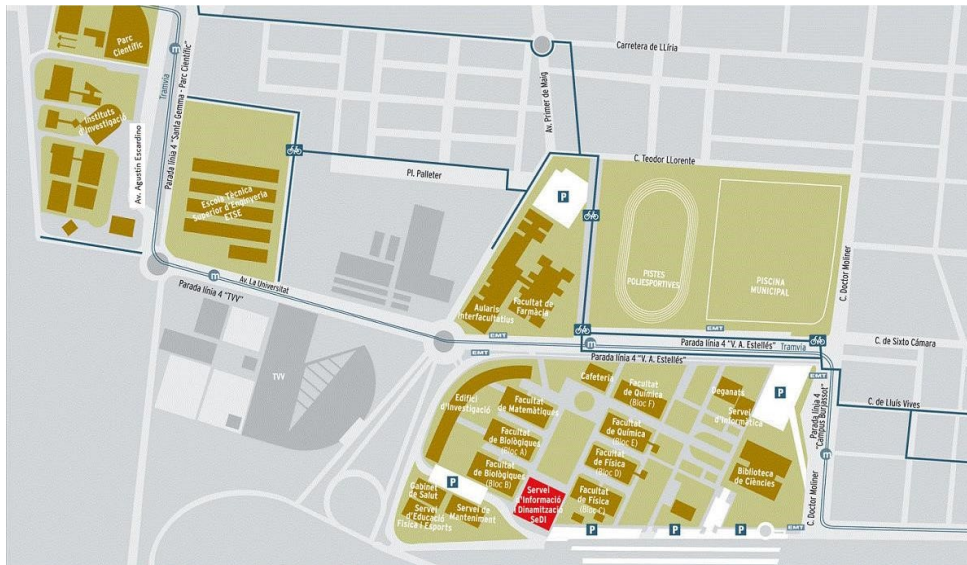 Parc
Científic
m
Tramvia
Parada línia 4 "Santa Gemma - Parc Científic"
Instituts
d'Investigació
Av. Agustín Escardino
Escola Tècnica
Superior d'Enginyeria
ETSE
Carretera de LLíria
Av. Primer de Maig
C. Teodor LLorente
Pl. Palleter
P
PISTES
POLIESPORTIVES
PISCINA
MUNICIPAL
C. Doctor Moliner
Aularis
Interfacultatius
Facultat de
Farmàcia
m
Av. La Universitat
Parada línia 4 "TVV"
TVV
EMT
EMT
EMT
m
Parada línia 4 "V. A. Estellés"
Tramvia
Parada línia 4 "V. A. Estellés"
C. de Sixto Cámara
EMT
C. de Lluís Vives
Parada línia 4
"Campus Burjassot"
m
Edifici
d'Investigació
Facultat
de Matemàtiques
Cafeteria
Facultat
de Química
(Bloc F)
Deganats
Servei
d'Informàtica
P
Facultat
de Biològiques
(Bloc A)
Facultat
de Química
(Bloc E)
Facultat
de Física
(Bloc D)
Biblioteca
de Ciències
Facultat
de Biològiques
(Bloc B)
P
Gabinet
de Salut
Servei
d'Educació
Física i Esports
Servei de
Manteniment
Servei
d'Informació
i Dinamització
SeDI
Facultat
de Física
(Bloc C)
P
P
P
EMT
C. Doctor Moliner